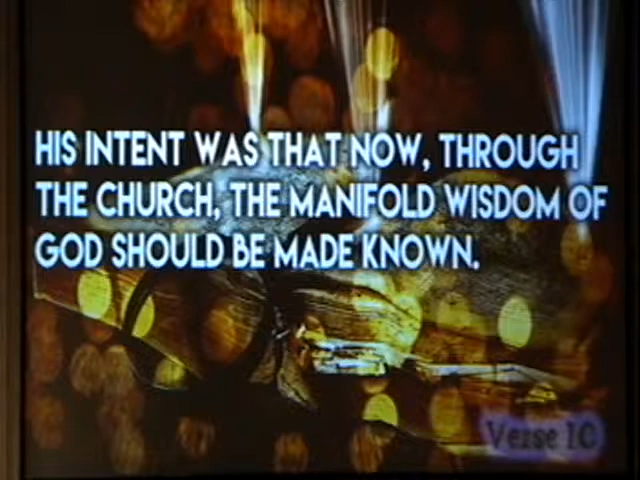 HIS INTENT WAS THAT NOW, THROUGH
THE CHURCH, THE MANIFOLD WISDOM OF
GOD SHOULD BE MADE KNOWN.
Verse 10